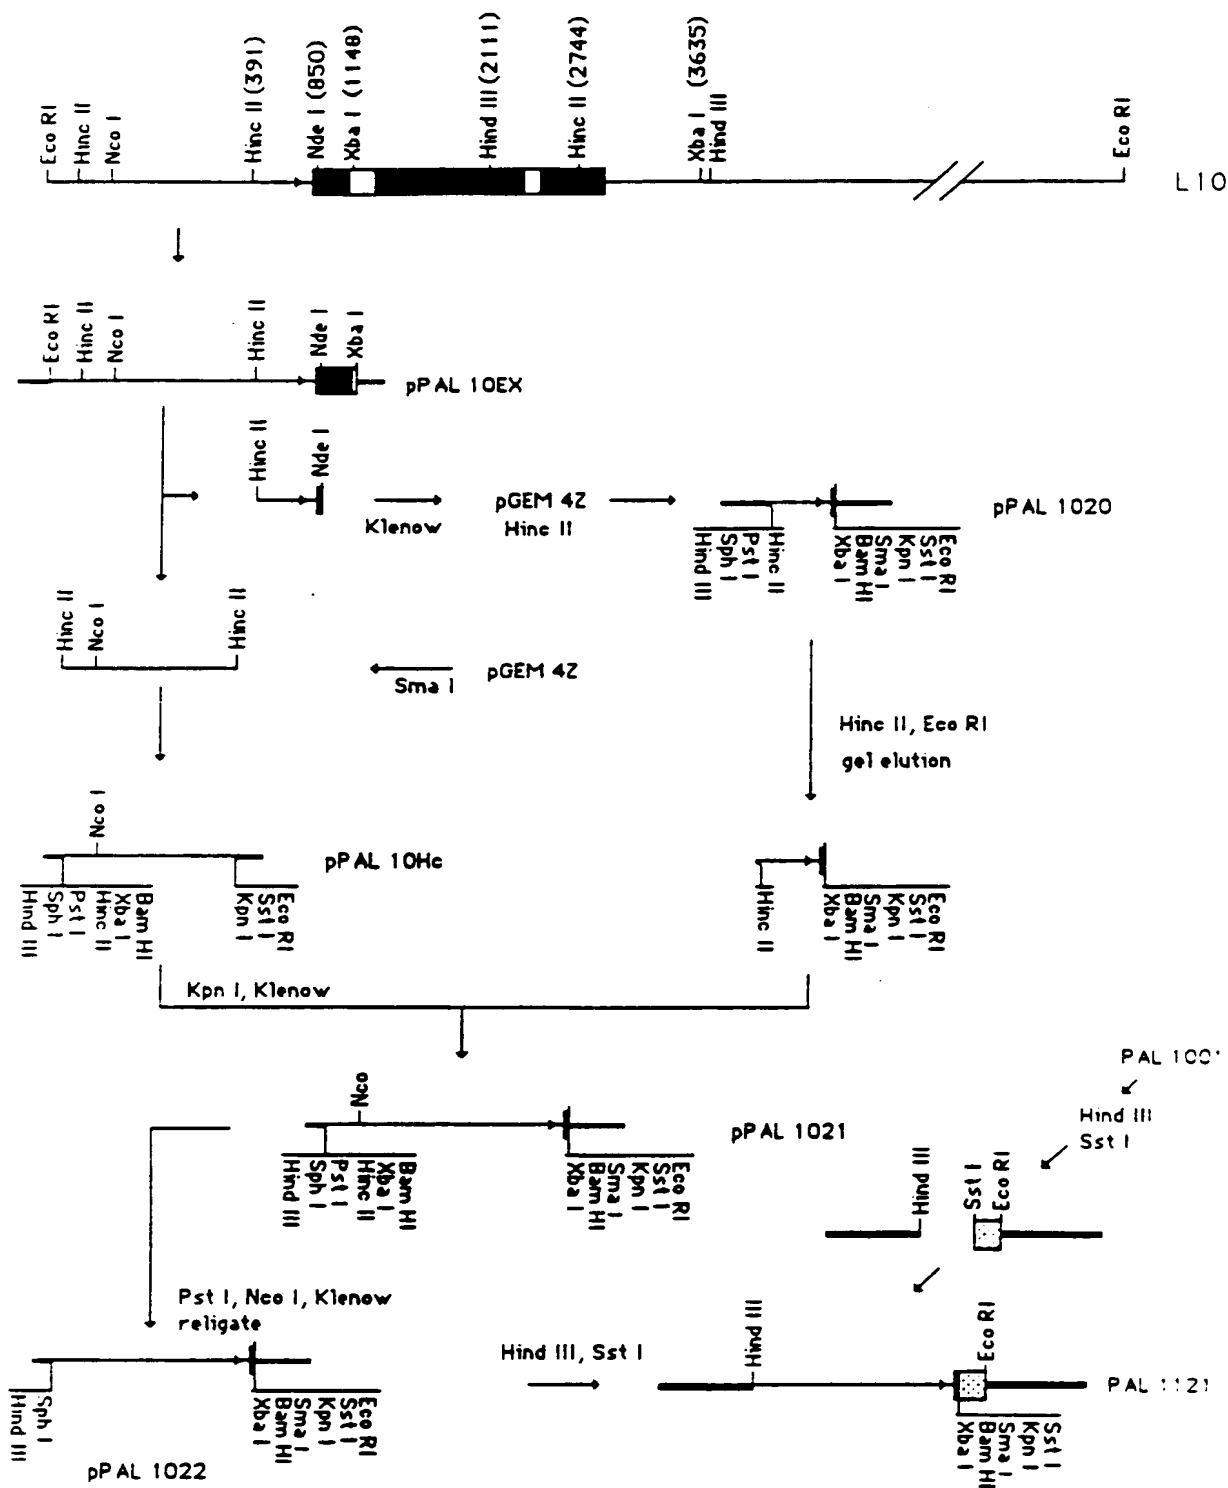 Eco RI
Hinc II
Nco I
Hinc II (391)
Nde I (850)
Xba I (1148)
Hind III (2111)
Hinc II (2744)
Xba I (3635)
Hind III
Eco RI
L10
Eco RI
Hinc II
Nco I
Hinc II
Nde I
Xba I
pPAL 10EX
Hinc II
Nde I
Klenow
pGEM 4Z
Hinc II
pPAL 1020
Hind III
Sph I
Pst I
Hinc II
Xba I
Bam HI
Sma I
Kpn I
Sst I
Eco RI
Hinc II
Nco I
Hinc II
Sma I
pGEM 4Z
Hinc II, Eco RI
gel elution
Nco I
pPAL 10Hc
Hind III
Sph I
Pst I
Hinc II
Xba I
Bam HI
Kpn I
Sst I
Eco RI
Hinc II
Xba I
Bam HI
Sma I
Kpn I
Sst I
Eco RI
Kpn I, Klenow
Nco
pPAL 1021
Hind III
Sph I
Pst I
Hinc II
Xba I
Bam HI
Xba I
Bam HI
Sma I
Kpn I
Sst I
Eco RI
Hind III
Sst I
Hind III
Sst I
Eco RI
Pst I, Nco I, Klenow
religate
Hind III
Sph I
Xba I
Bam HI
Sma I
Kpn I
Sst I
Eco RI
pPAL 1022
Hind III, Sst I
Hind III
Eco RI
PAL 1121
Xba I
Bam HI
Sma I
Kpn I
Sst I